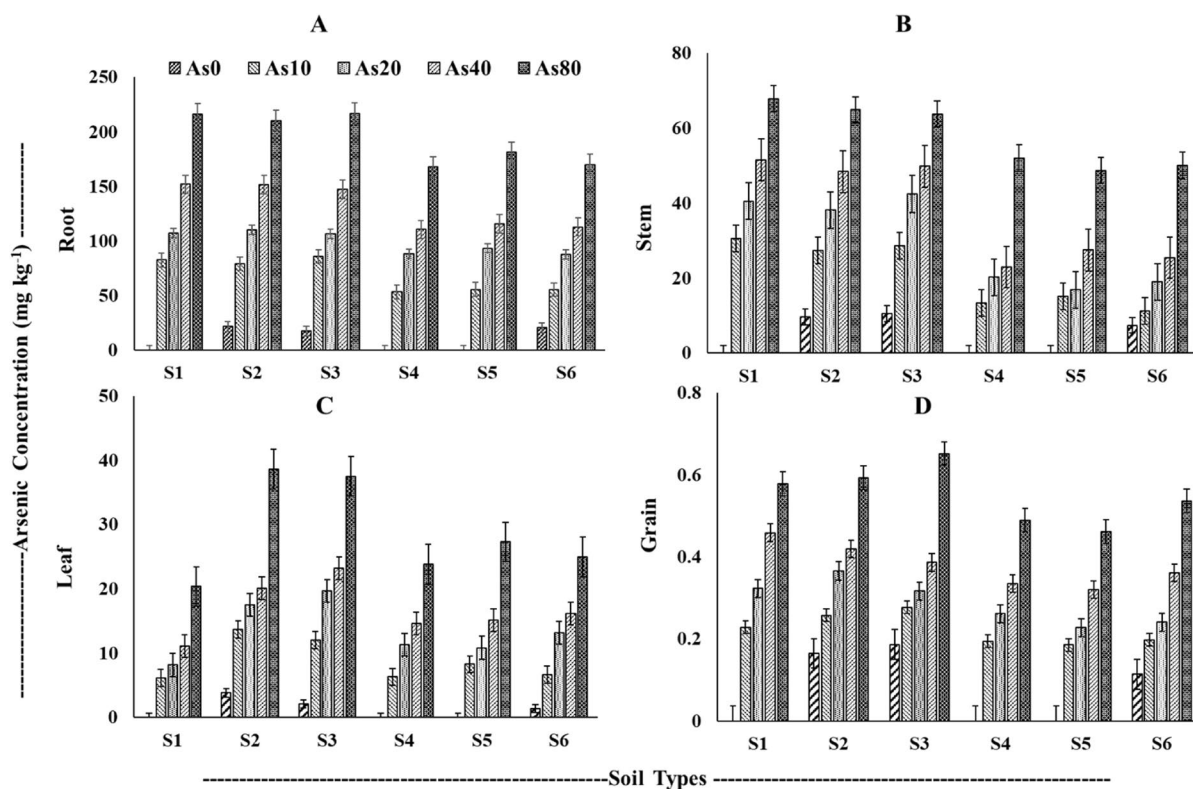 A
B
As0 As10 As20 As40 As80
250
200
150
100
50
0
Root
S1 S2 S3 S4 S5 S6
80
60
40
20
0
Stem
S1 S2 S3 S4 S5 S6
C
D
50
40
30
20
10
0
Leaf
S1 S2 S3 S4 S5 S6
0.8
0.6
0.4
0.2
0
Grain
S1 S2 S3 S4 S5 S6
Arsenic Concentration (mg kg⁻¹)
Soil Types